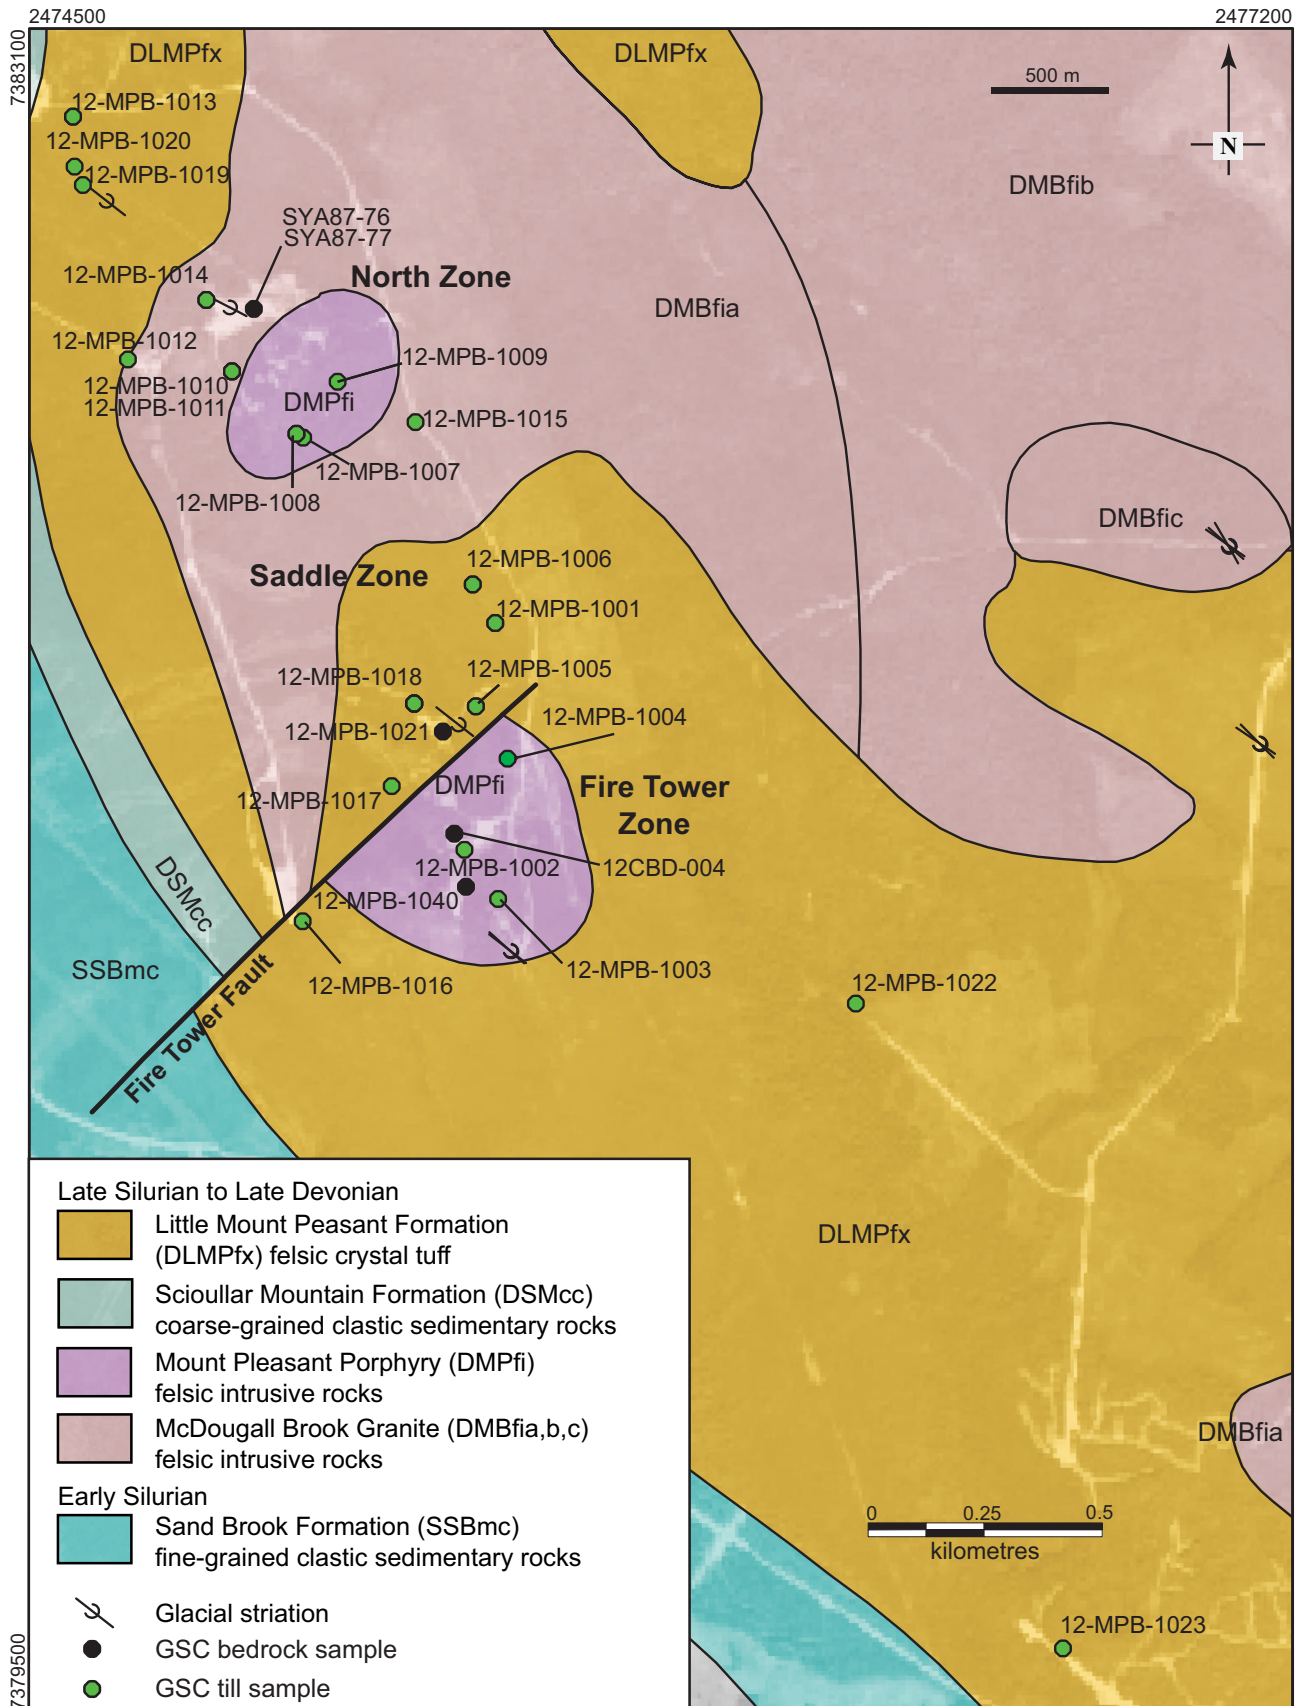 2474500
2477200
7383100
DLMPfx
DLMPfx
500 m
N
12-MPB-1013
12-MPB-1020
12-MPB-1019
DMBfib
SYA87-76
SYA87-77
12-MPB-1014
North Zone
DMBfia
12-MPB-1012
12-MPB-1009
12-MPB-1010
12-MPB-1011
DMPfi
12-MPB-1015
12-MPB-1007
12-MPB-1008
DMBfic
12-MPB-1006
Saddle Zone
12-MPB-1001
12-MPB-1018
12-MPB-1005
12-MPB-1004
12-MPB-1021
DMPfi
Fire Tower
Zone
12-MPB-1017
12-MPB-1002
12CBD-004
12-MPB-1040
DSMcc
SSBmc
12-MPB-1003
12-MPB-1016
12-MPB-1022
Fire Tower Fault
DLMPfx
Late Silurian to Late Devonian
Little Mount Peasant Formation
(DLMPfx) felsic crystal tuff
Scioullar Mountain Formation (DSMcc)
coarse-grained clastic sedimentary rocks
Mount Pleasant Porphyry (DMPfi)
felsic intrusive rocks
McDougall Brook Granite (DMBfia,b,c)
felsic intrusive rocks
DMBfia
Early Silurian
Sand Brook Formation (SSBmc)
fine-grained clastic sedimentary rocks
0 0.25 0.5
kilometres
Glacial striation
GSC bedrock sample
GSC till sample
12-MPB-1023
7379500